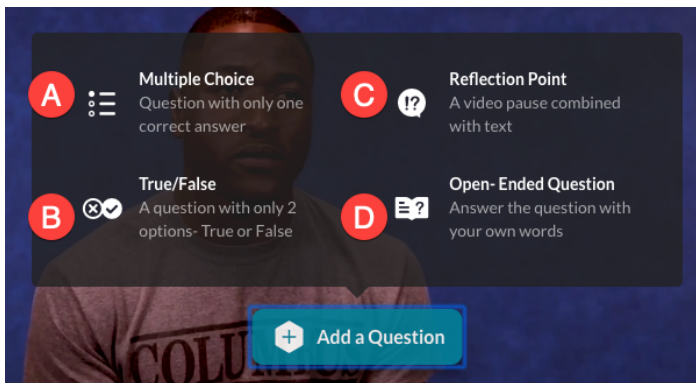 A
Multiple Choice
Question with only one
correct answer
C
Reflection Point
A video pause combined
with text
B
True/False
A question with only 2
options- True or False
D
Open- Ended Question
Answer the question with
your own words
Add a Question